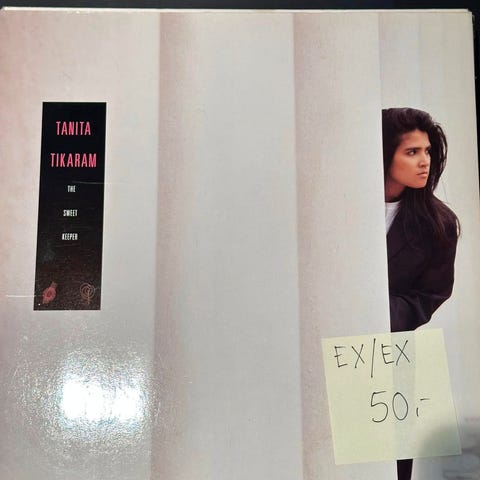 TANITA
TIKARAM
THE
SWEET
KEEPER
EX/EX
50,-